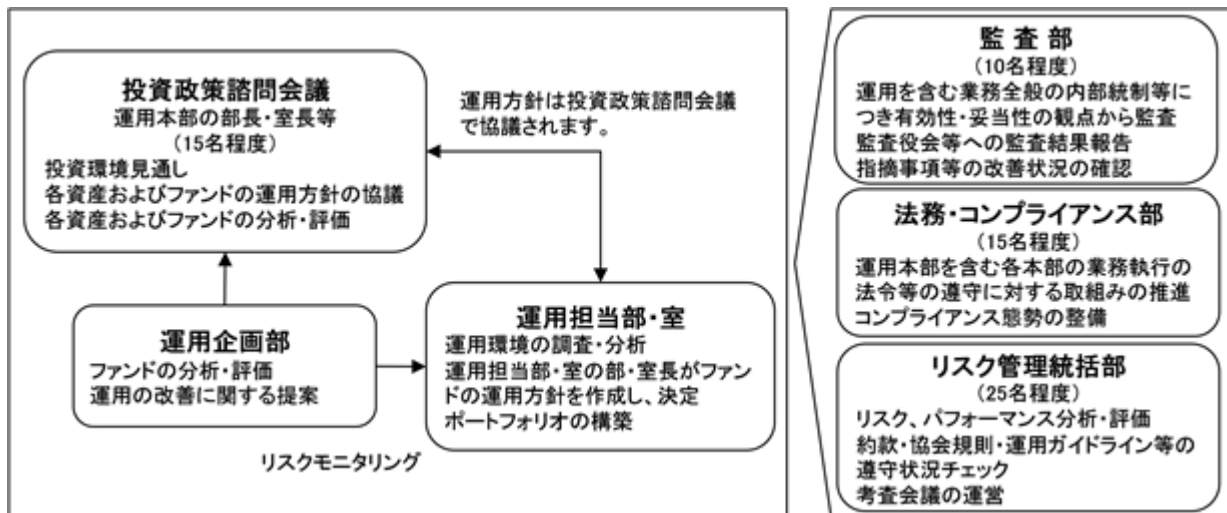 投資政策諮問会議
運用本部の部長・室長等
(15名程度)
投資環境見通し
各資産およびファンドの運用方針の協議
各資産およびファンドの分析・評価
運用方針は投資政策諮問会議
で協議されます。
運用企画部
ファンドの分析・評価
運用の改善に関する提案
運用担当部・室
運用環境の調査・分析
運用担当部・室の部・室長がファン
ドの運用方針を作成し、決定
ポートフォリオの構築
リスクモニタリング
監査部
(10名程度)
運用を含む業務全般の内部統制等に
つき有効性・妥当性の観点から監査
監査役会等への監査結果報告
指摘事項等の改善状況の確認
法務・コンプライアンス部
(15名程度)
運用本部を含む各本部の業務執行の
法令等の遵守に対する取組みの推進
コンプライアンス態勢の整備
リスク管理統括部
(25名程度)
リスク、パフォーマンス分析・評価
約款・協会規則・運用ガイドライン等の
遵守状況チェック
考査会議の運営